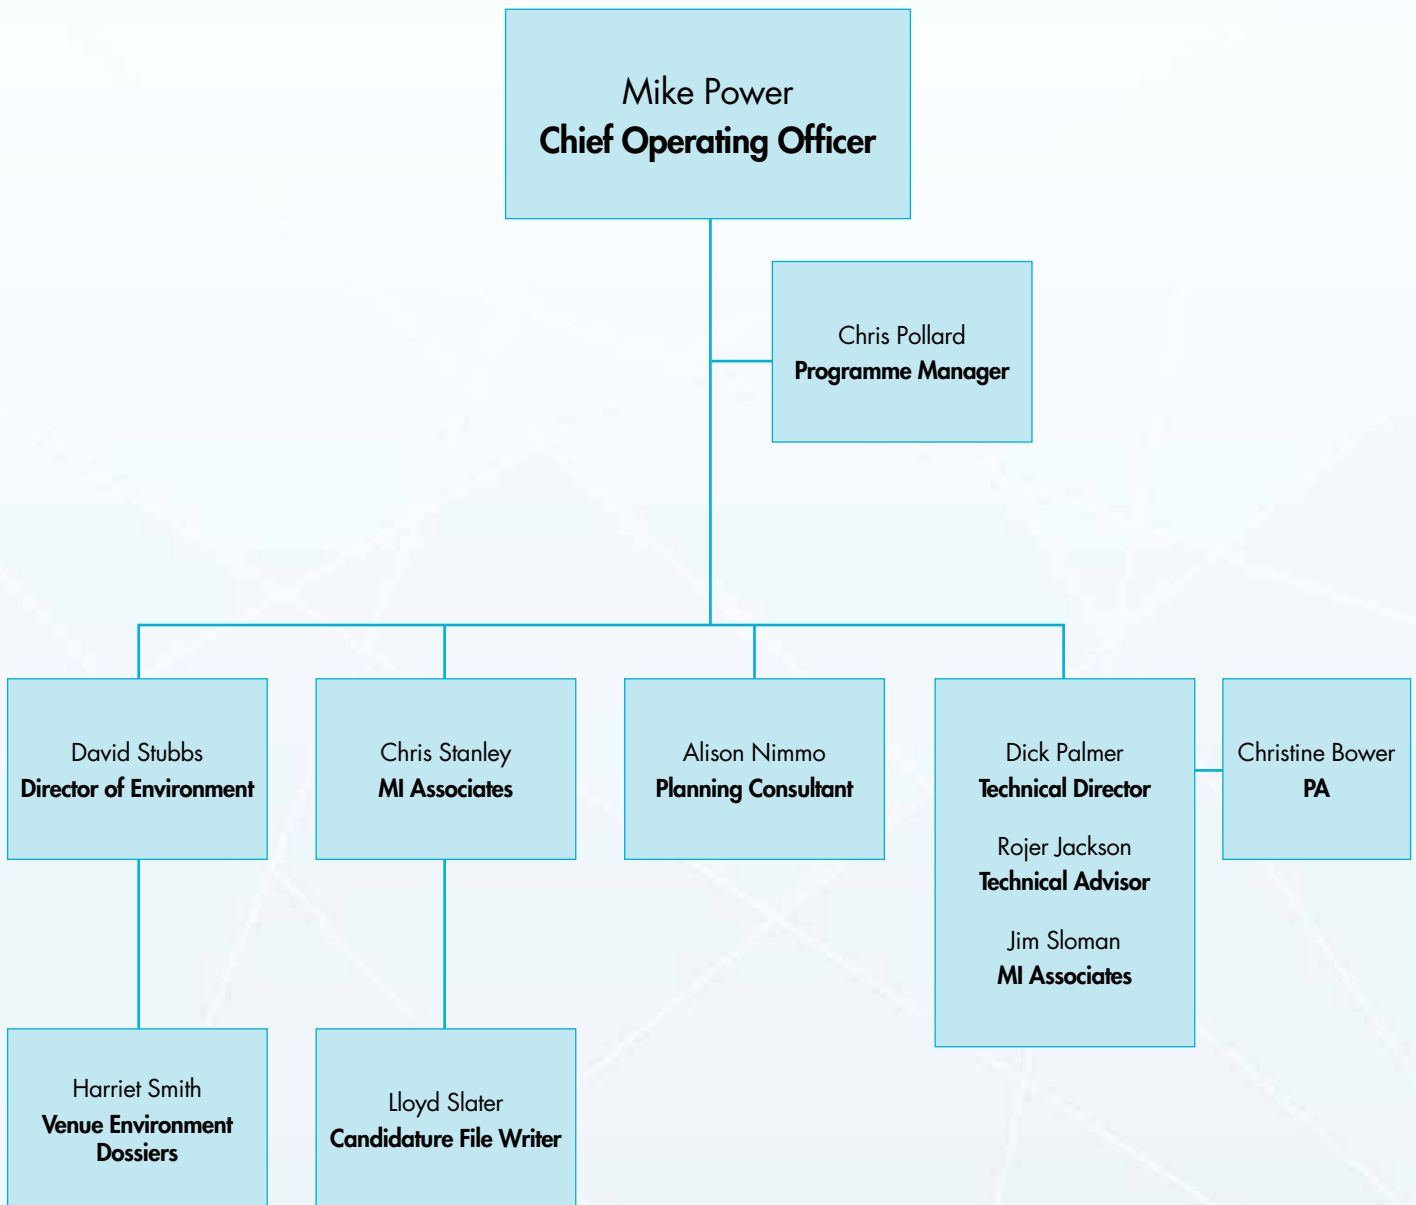 Mike Power
Chief Operating Officer
Chris Pollard
Programme Manager
David Stubbs
Director of Environment
Chris Stanley
MI Associates
Alison Nimmo
Planning Consultant
Dick Palmer
Technical Director
Rojer Jackson
Technical Advisor
Jim Sloman
MI Associates
Christine Bower
PA
Harriet Smith
Venue Environment
Dossiers
Lloyd Slater
Candidature File Writer